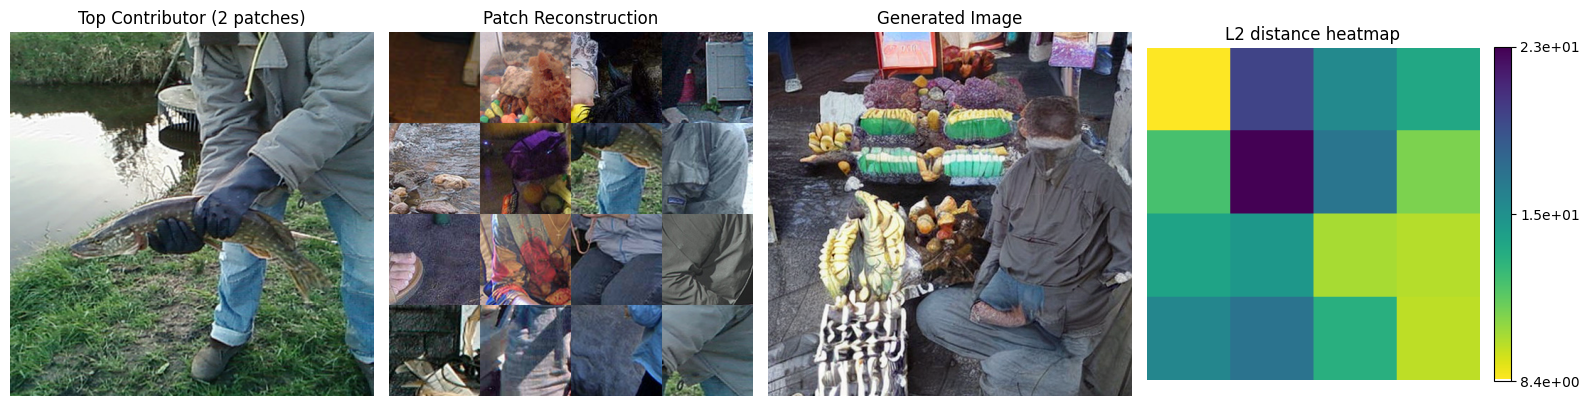 Top Contributor (2 patches)
Patch Reconstruction
Generated Image
L2 distance heatmap
2.3e+01
1.5e+01
8.4e+00